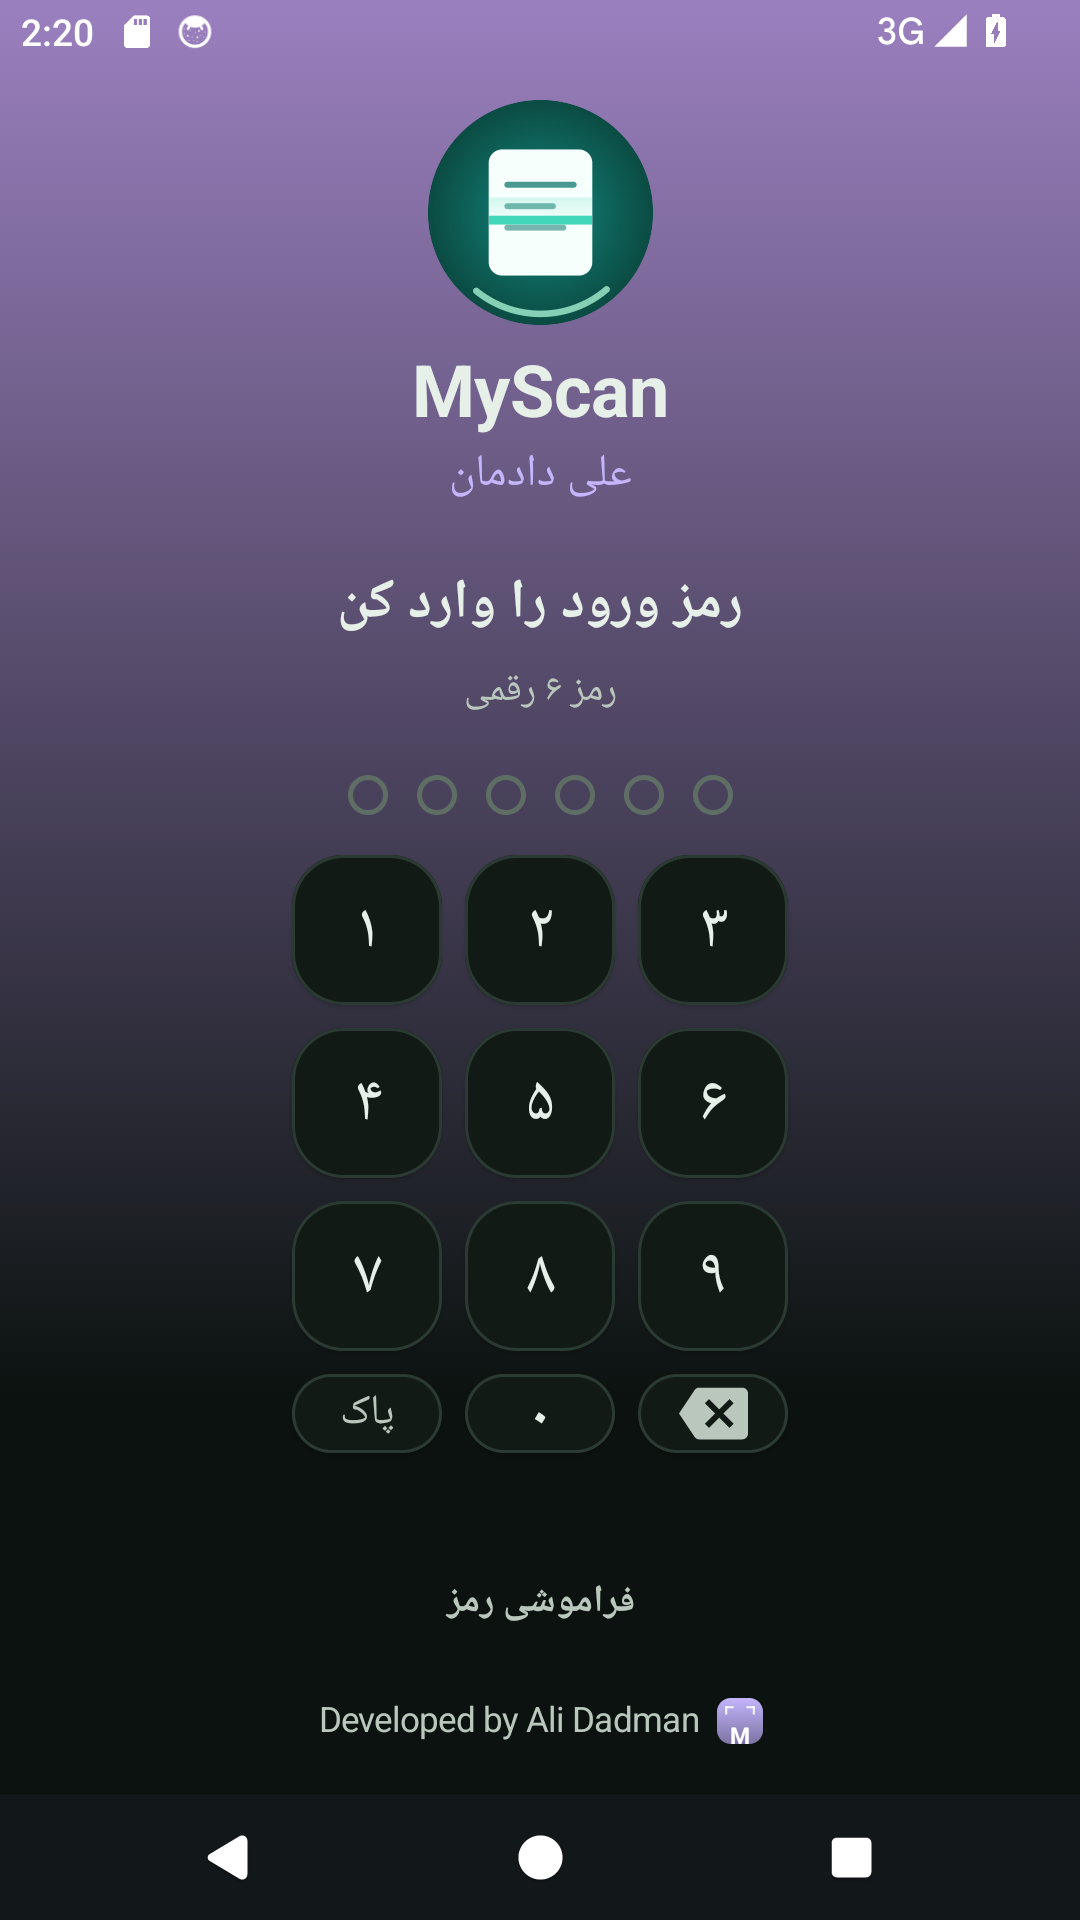 2:20 3G
MyScan
علی دادمان
رمز ورود را وارد کن
رمز ۶ رقمی
۱ ۲ ۳
۴ ۵ ۶
۷ ۸ ۹
پاک ۰
فراموشی رمز
Developed by Ali Dadman M